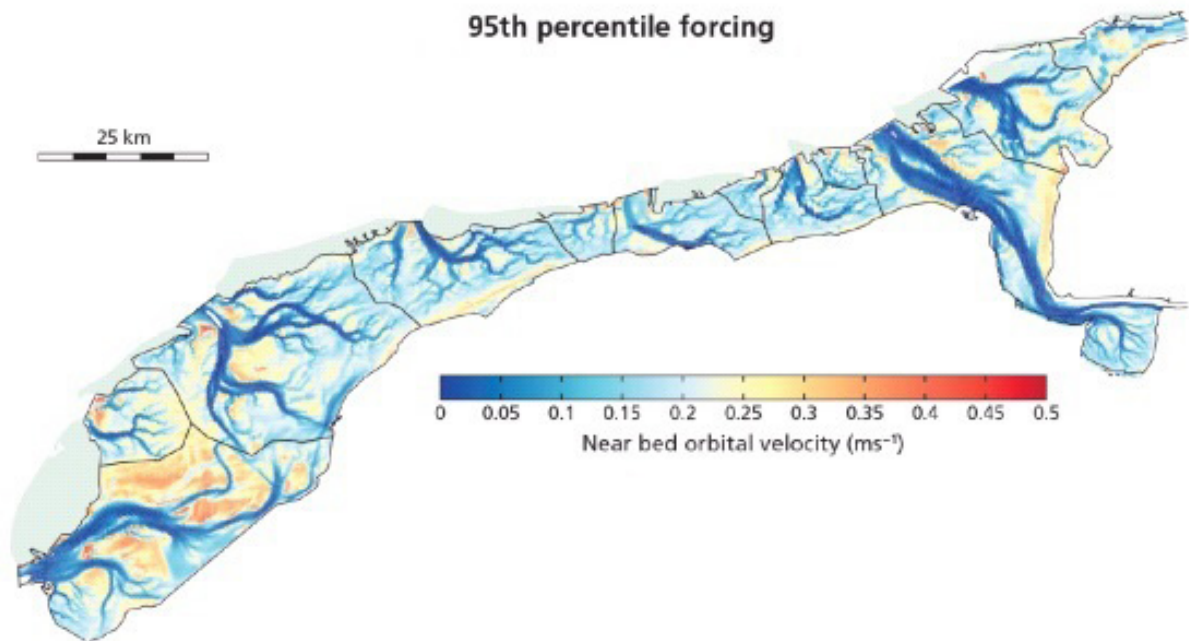 95th percentile forcing
25 km
0 0.05 0.1 0.15 0.2 0.25 0.3 0.35 0.4 0.45 0.5
Near bed orbital velocity (ms⁻¹)